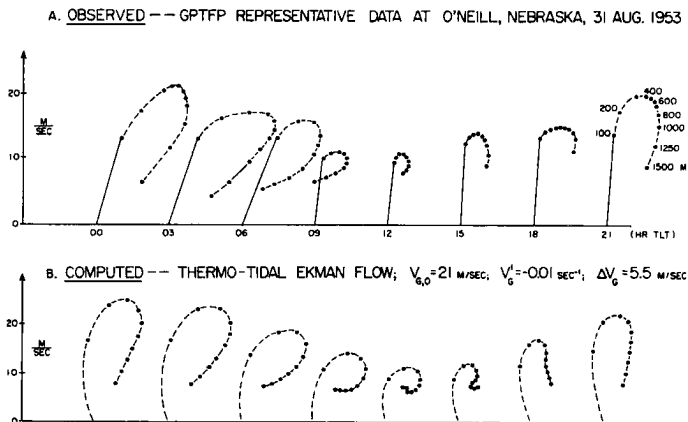 A. OBSERVED -- GPTFP REPRESENTATIVE DATA AT O'NEILL, NEBRASKA, 31 AUG. 1953
20
M/SEC
10
0
400
600
200
800
100
1000
1250
1500 M
00 03 06 09 12 15 18 21 (HR TLT)
B. COMPUTED -- THERMO-TIDAL EKMAN FLOW; V_G,O = 21 M/SEC; V_G^I = -0.01 SEC⁻¹; ΔV_G = 5.5 M/SEC
20
M/SEC
10
0